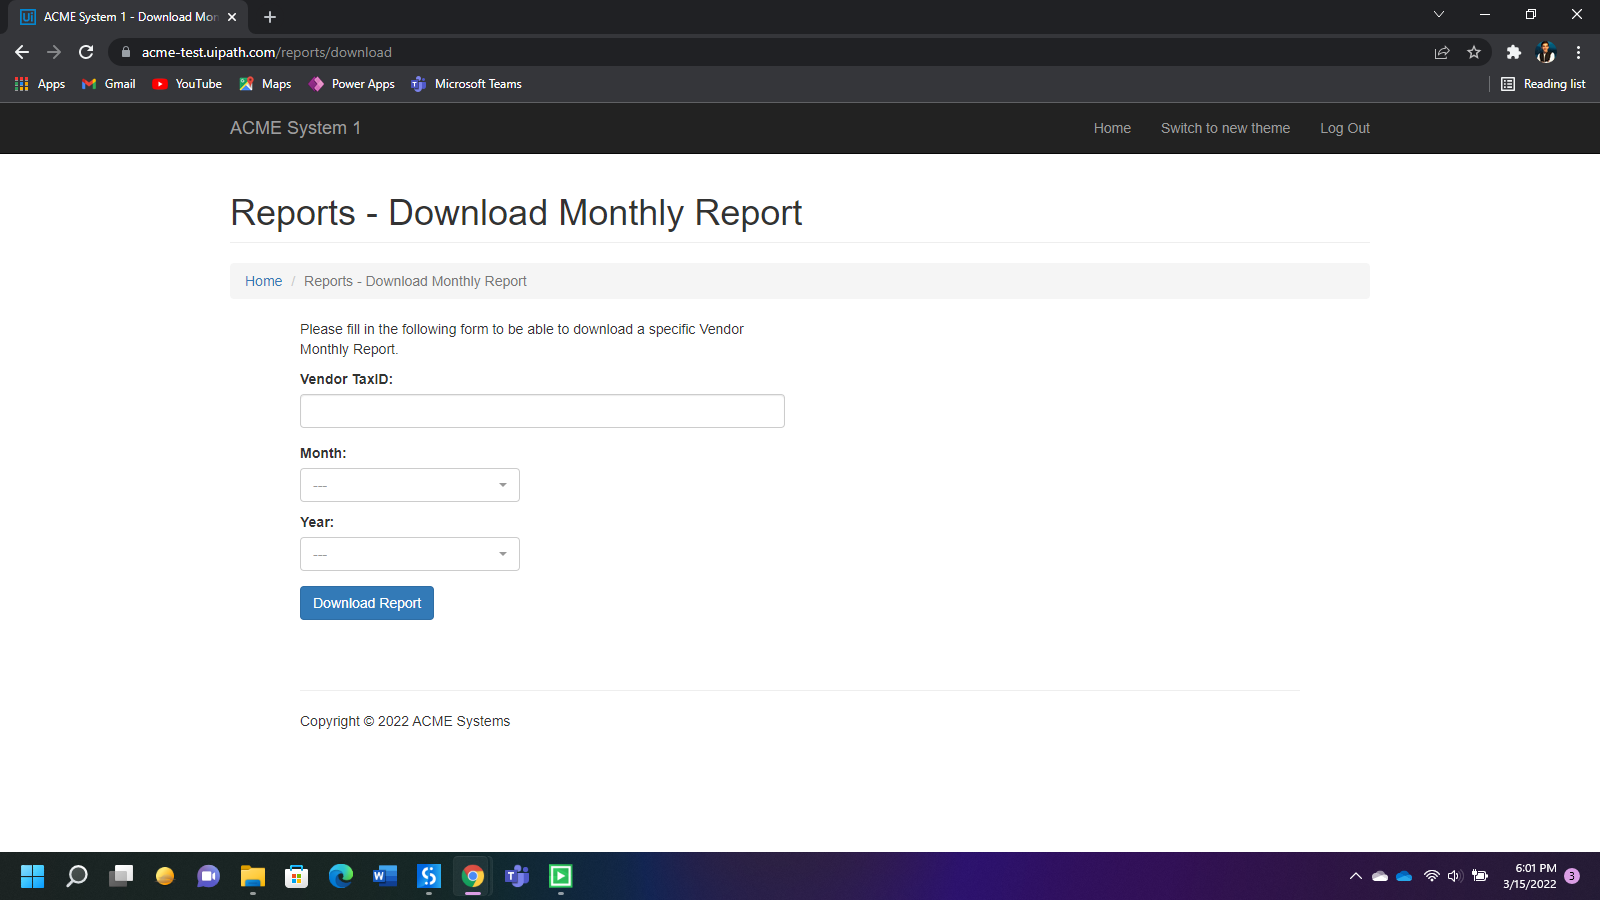 ACME System 1 - Download Mon
acme-test.uipath.com/reports/download
Apps Gmail YouTube Maps Power Apps Microsoft Teams Reading list
ACME System 1 Home Switch to new theme Log Out
Reports - Download Monthly Report
Home / Reports - Download Monthly Report
Please fill in the following form to be able to download a specific Vendor
Monthly Report.
Vendor TaxID:
Month:
---
Year:
---
Download Report
Copyright © 2022 ACME Systems
6:01 PM
3/15/2022
3